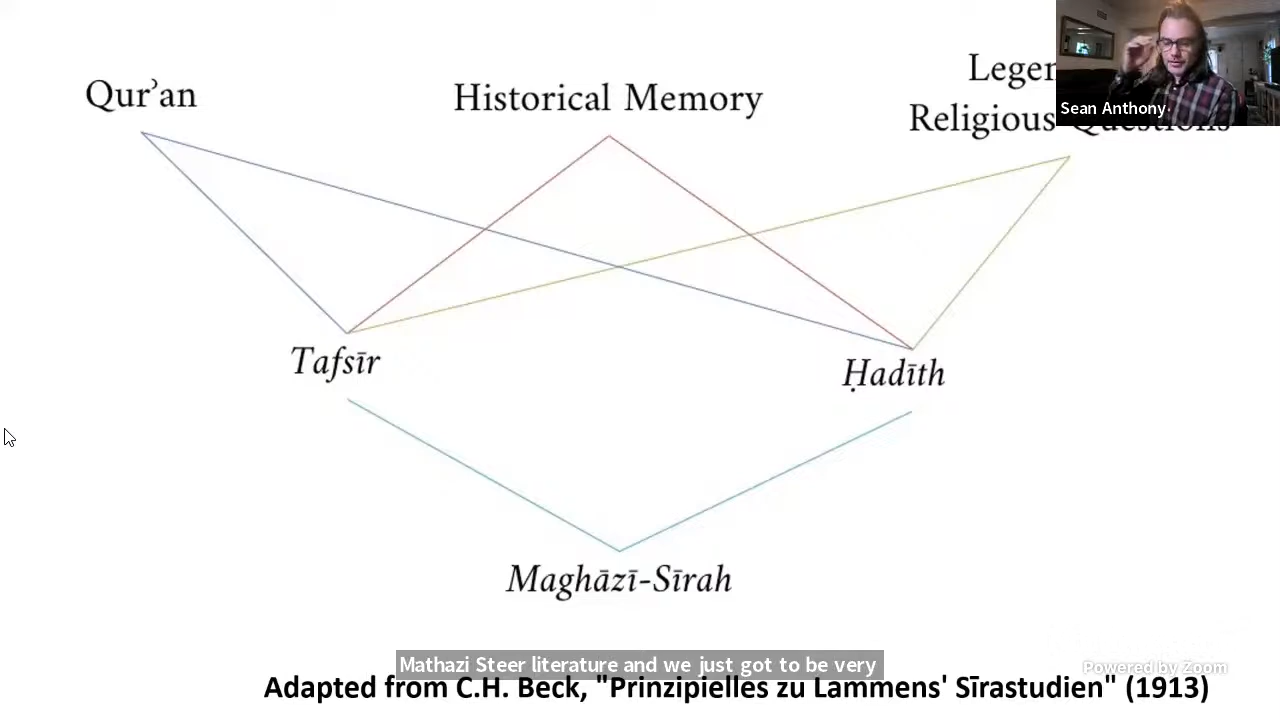 Qurʾan
Historical Memory
Legen
Religious Questions
Sean Anthony
Tafsīr
Ḥadīth
Maghāzī-Sīrah
Mathazi Steer literature and we just got to be very
Powered by Zoom
Adapted from C.H. Beck, "Prinzipielles zu Lammens' Sīrastudien" (1913)